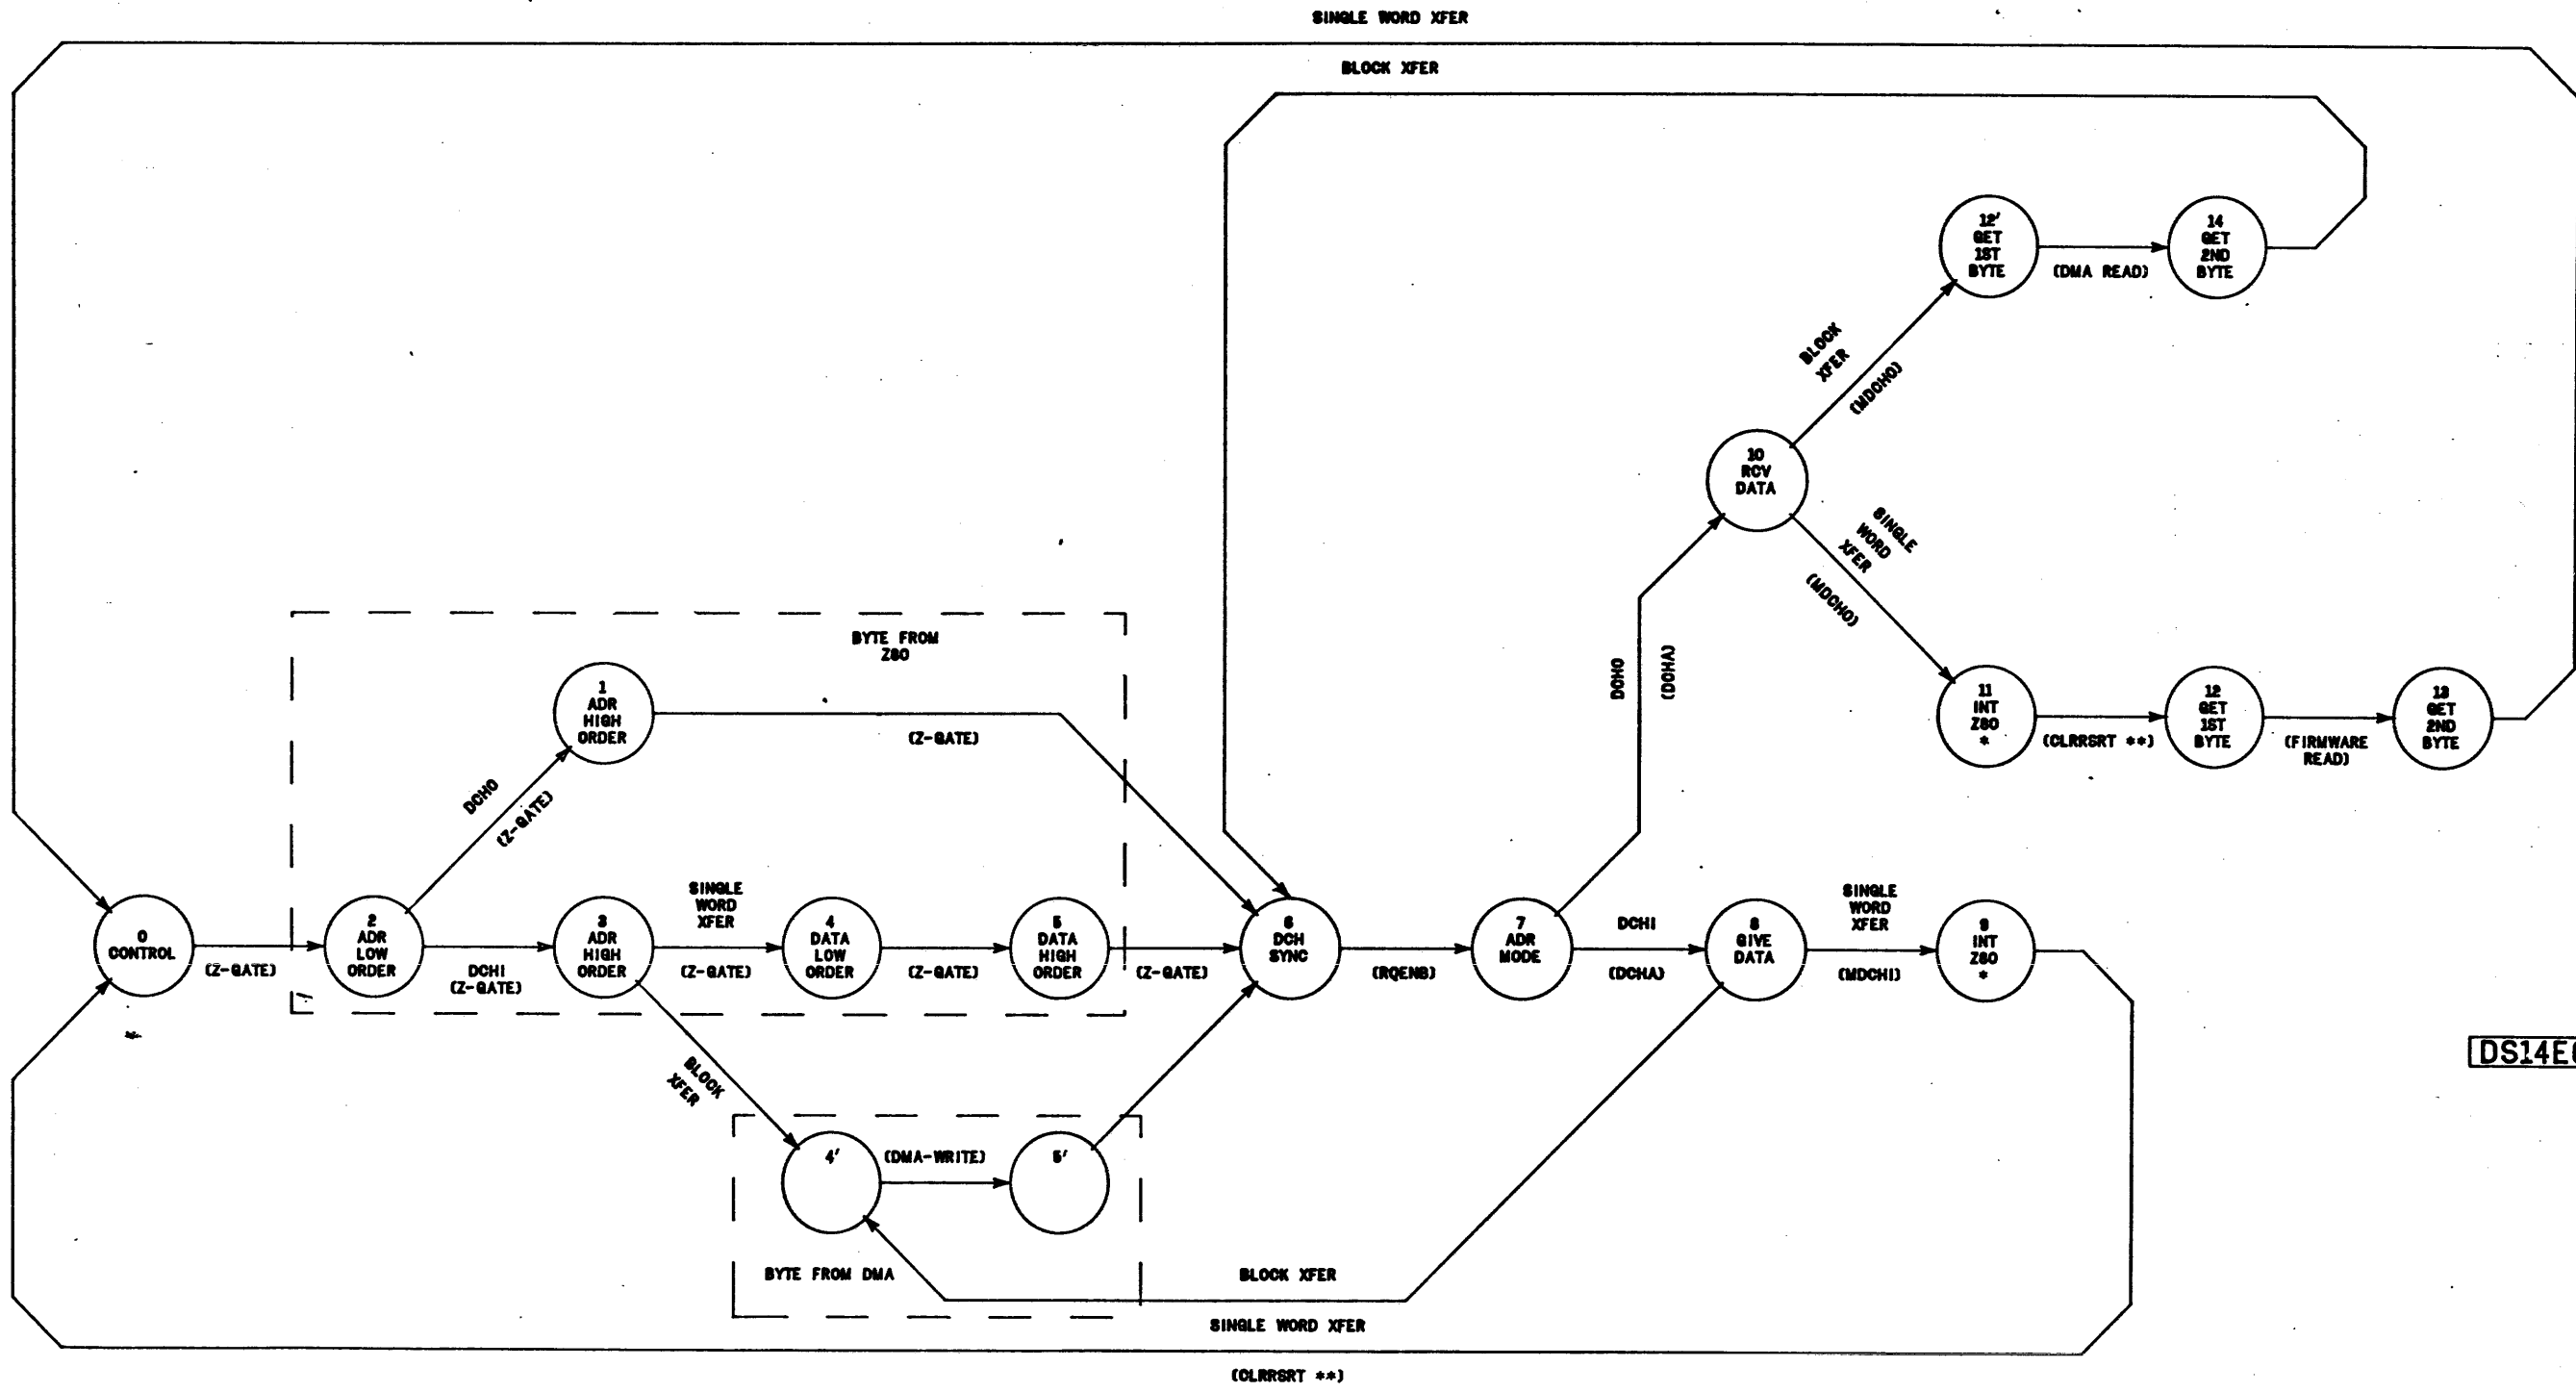 SINGLE WORD XFER
BLOCK XFER
12'
GET
1ST
BYTE
(DMA READ)
14
GET
2ND
BYTE
BLOCK
XFER
(MDCHO)
10
RCV
DATA
SINGLE
WORD
XFER
(MDCHO)
BYTE FROM
Z80
DCHO
(DCHA)
1
ADR
HIGH
ORDER
(Z-GATE)
11
INT
Z80
*
(CLRRSRT **)
12
GET
1ST
BYTE
(FIRMWARE
READ)
13
GET
2ND
BYTE
DCHO
(Z-GATE)
0
CONTROL
(Z-GATE)
2
ADR
LOW
ORDER
DCHI
(Z-GATE)
3
ADR
HIGH
ORDER
SINGLE
WORD
XFER
(Z-GATE)
4
DATA
LOW
ORDER
(Z-GATE)
5
DATA
HIGH
ORDER
(Z-GATE)
6
DCH
SYNC
(RQENB)
7
ADR
MODE
DCHI
(DCHA)
8
GIVE
DATA
SINGLE
WORD
XFER
(MDCHI)
9
INT
Z80
*
BLOCK
XFER
4'
(DMA-WRITE)
5'
BYTE FROM DMA
BLOCK XFER
SINGLE WORD XFER
(CLRRSRT **)